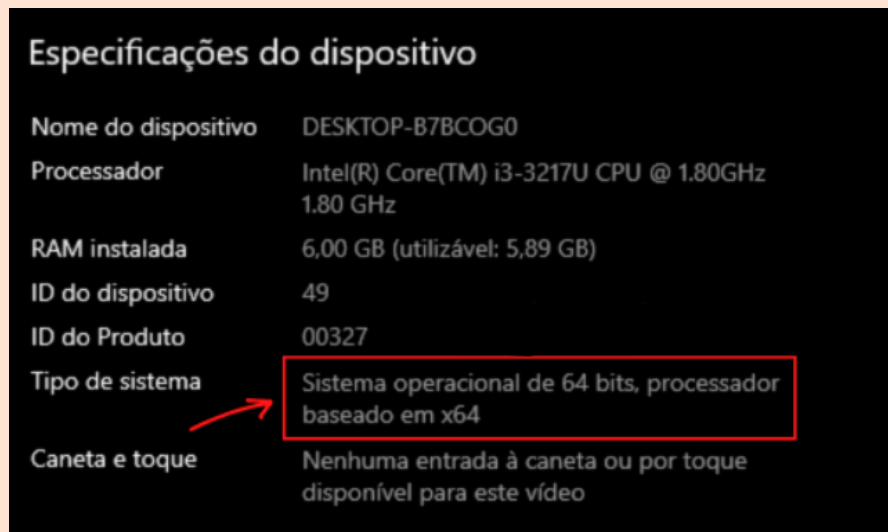 Especificações do dispositivo
Nome do dispositivo DESKTOP-B7BCOG0
Processador Intel(R) Core(TM) i3-3217U CPU @ 1.80GHz
1.80 GHz
RAM instalada 6,00 GB (utilizável: 5,89 GB)
ID do dispositivo 49
ID do Produto 00327
Tipo de sistema Sistema operacional de 64 bits, processador
baseado em x64
Caneta e toque Nenhuma entrada à caneta ou por toque
disponível para este vídeo